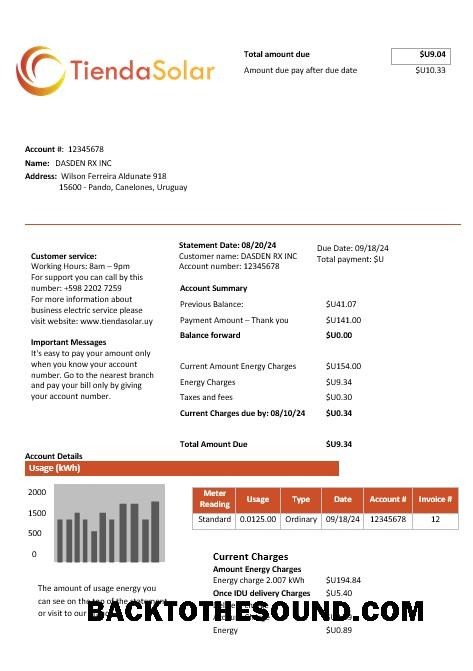 TiendaSolar
Total amount due $U9.04
Amount due pay after due date $U10.33
Account #: 12345678
Name: DASDEN RX INC
Address: Wilson Ferreira Aldunate 918
15600 - Pando, Canelones, Uruguay
Customer service:
Working Hours: 8am – 9pm
For support you can call by this
number: +598 2202 7259
For more information about
business electric service please
visit website: www.tiendasolar.uy
Important Messages
It's easy to pay your amount only
when you know your account
number. Go to the nearest branch
and pay your bill only by giving
your account number.
Statement Date: 08/20/24
Customer name: DASDEN RX INC
Account number: 12345678
Due Date: 09/18/24
Total payment: $U
Account Summary
Previous Balance: $U41.07
Payment Amount – Thank you $U141.00
Balance forward $U0.00
Current Amount Energy Charges $U154.00
Energy Charges $U9.34
Taxes and fees $U0.30
Current Charges due by: 08/10/24 $U0.34
Total Amount Due $U9.34
Account Details
Usage (kWh)
2000
1500
500
0
Meter Reading Usage Type Date Account # Invoice #
Standard 0.0125.00 Ordinary 09/18/24 12345678 12
The amount of usage energy you
can see on the top of the statement
or visit to our
Current Charges
Amount Energy Charges
Energy charge 2.007 kWh $U194.84
Once IDU delivery Charges $U5.40
BACKTOTHESOUND.COM
Energy $U0.89